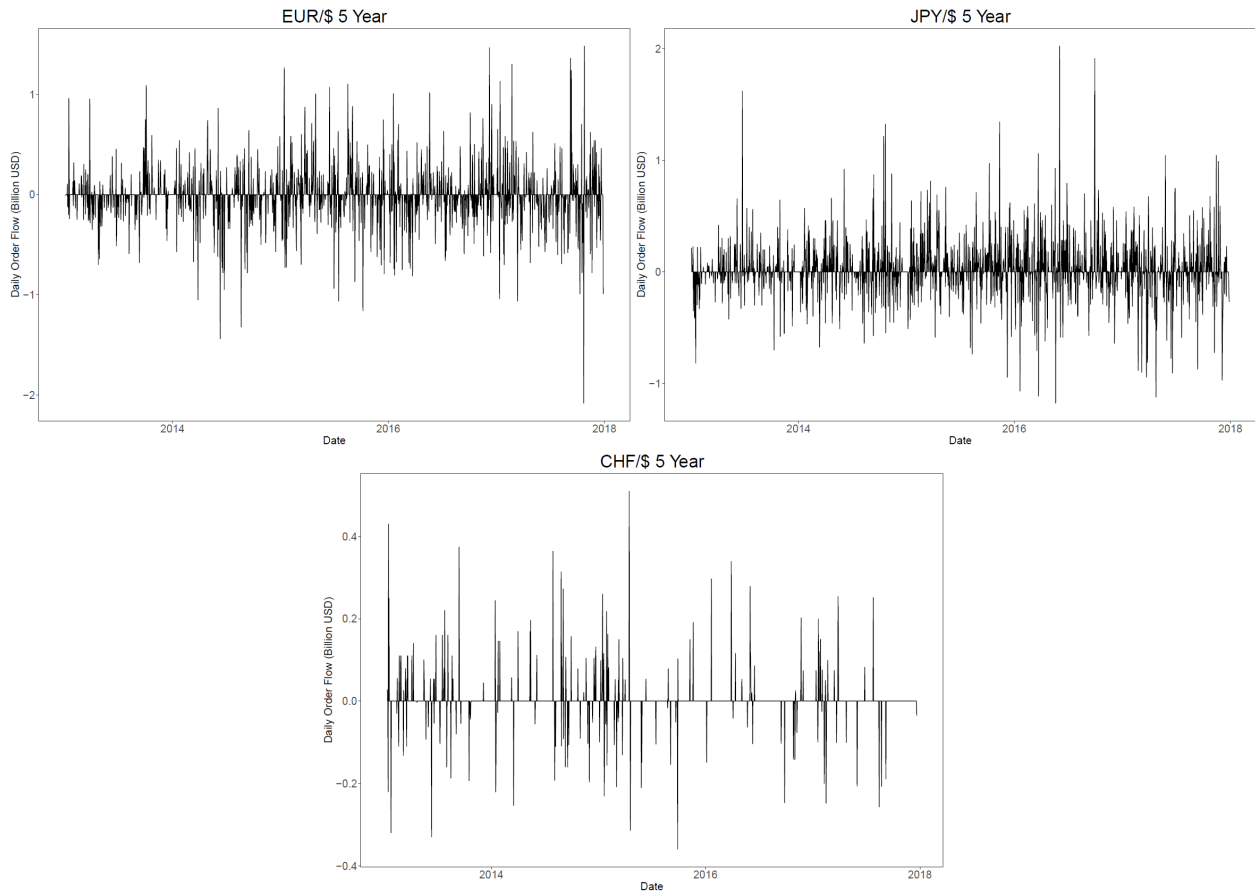 EUR/$ 5 Year
Daily Order Flow (Billion USD)
1
0
−1
−2
2014
2016
2018
Date
JPY/$ 5 Year
Daily Order Flow (Billion USD)
2
1
0
−1
2014
2016
2018
Date
CHF/$ 5 Year
Daily Order Flow (Billion USD)
0.4
0.2
0.0
−0.2
−0.4
2014
2016
2018
Date